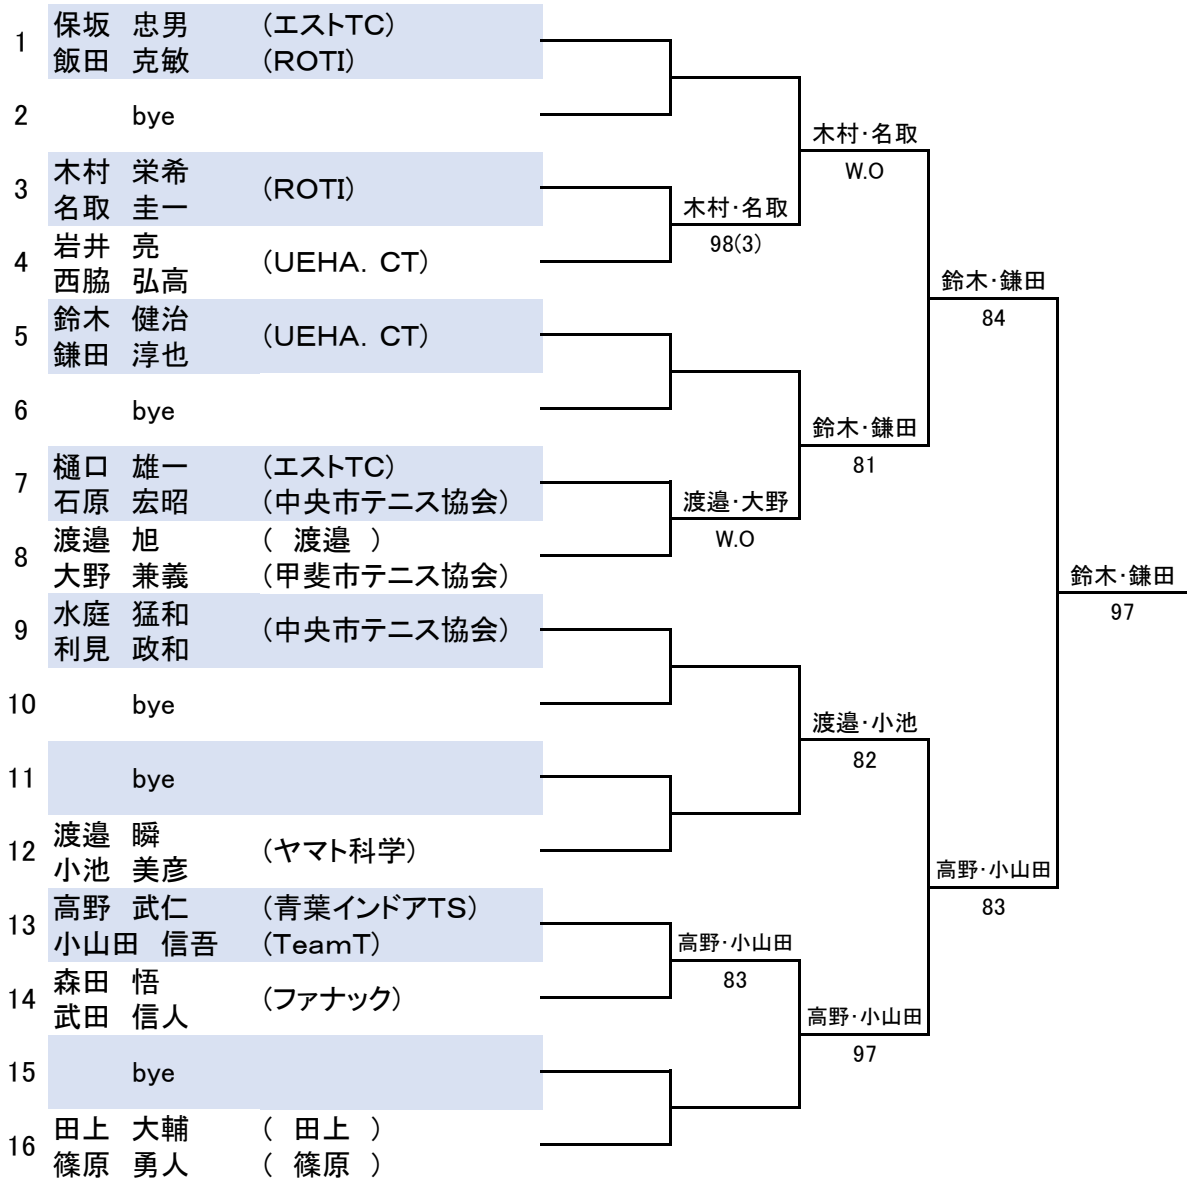 1 保坂 忠男 (エストTC)
飯田 克敏 (ROTI)
2 bye
3 木村 栄希 (ROTI)
名取 圭一
4 岩井 亮 (UEHA. CT)
西脇 弘高
5 鈴木 健治 (UEHA. CT)
鎌田 淳也
6 bye
7 樋口 雄一 (エストTC)
石原 宏昭 (中央市テニス協会)
8 渡邉 旭 ( 渡邉 )
大野 兼義 (甲斐市テニス協会)
9 水庭 猛和 (中央市テニス協会)
利見 政和
10 bye
11 bye
12 渡邉 瞬 (ヤマト科学)
小池 美彦
13 高野 武仁 (青葉インドアTS)
小山田 信吾 (TeamT)
14 森田 悟 (ファナック)
武田 信人
15 bye
16 田上 大輔 ( 田上 )
篠原 勇人 ( 篠原 )
木村・名取
98(3)
渡邉・大野
W.O
高野・小山田
83
木村・名取
W.O
鈴木・鎌田
81
渡邉・小池
82
高野・小山田
97
鈴木・鎌田
84
高野・小山田
83
鈴木・鎌田
97